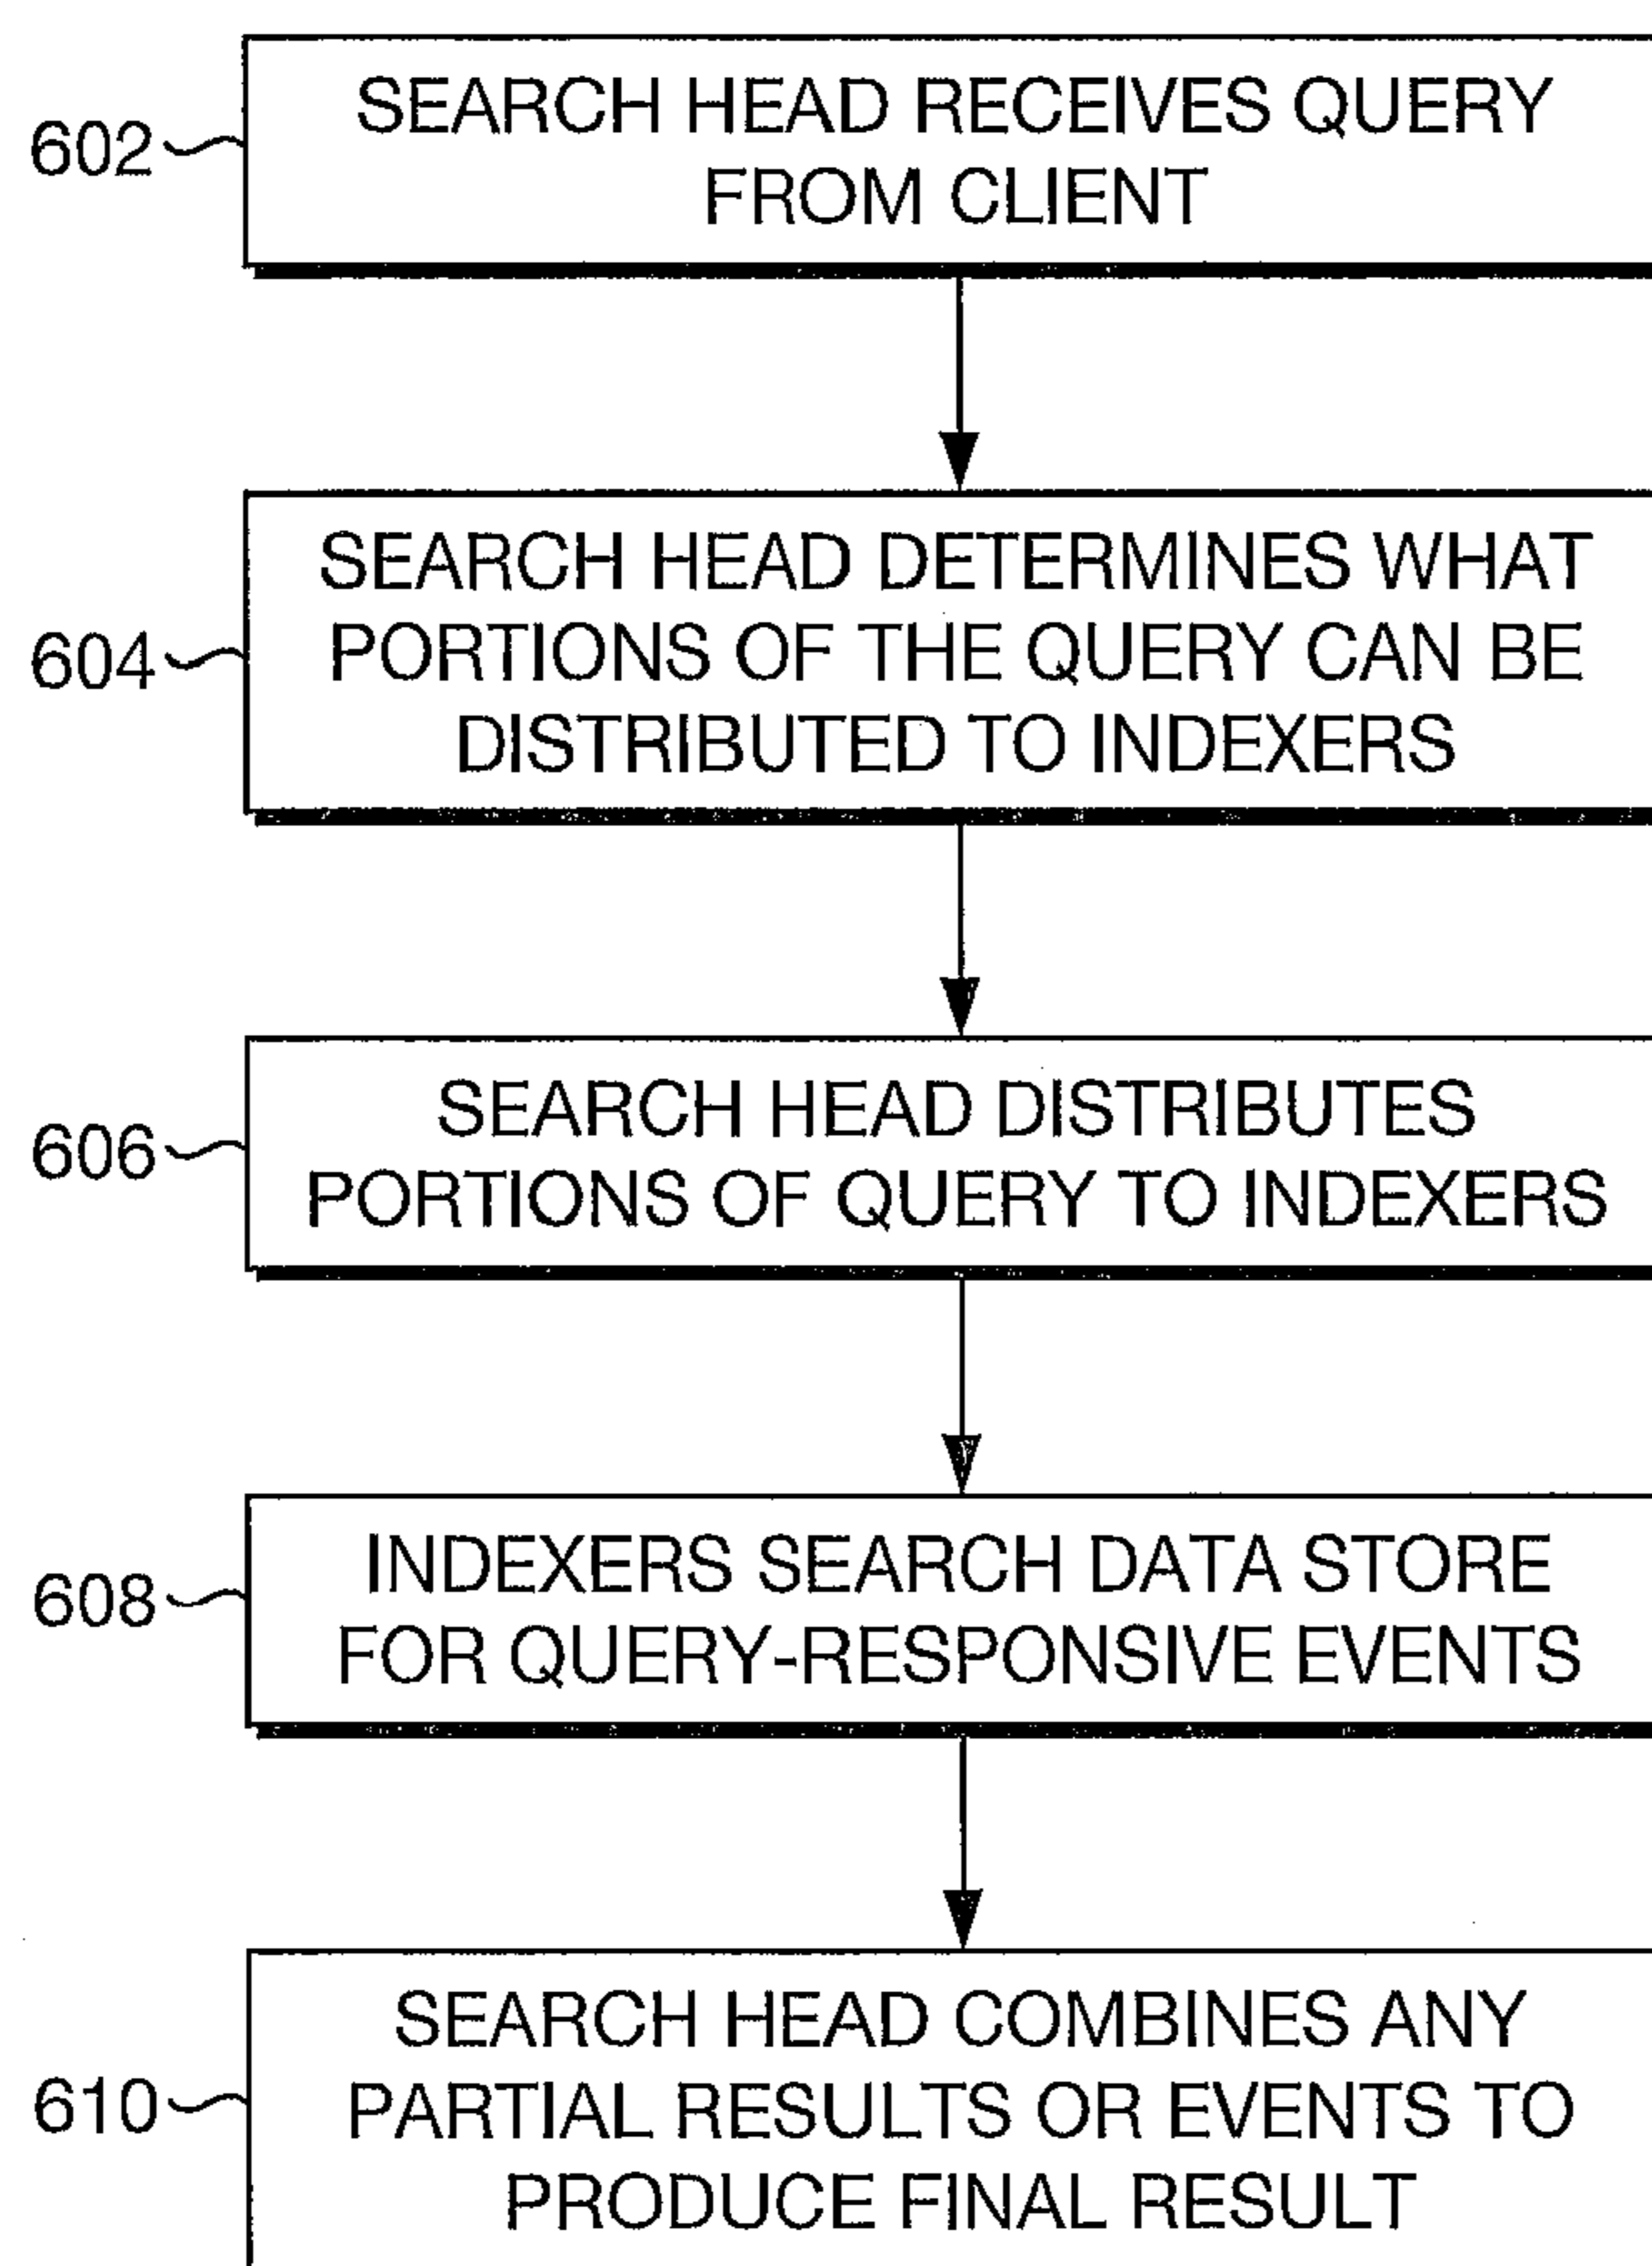 602
SEARCH HEAD RECEIVES QUERY
FROM CLIENT
604
SEARCH HEAD DETERMINES WHAT
PORTIONS OF THE QUERY CAN BE
DISTRIBUTED TO INDEXERS
606
SEARCH HEAD DISTRIBUTES
PORTIONS OF QUERY TO INDEXERS
608
INDEXERS SEARCH DATA STORE
FOR QUERY-RESPONSIVE EVENTS
610
SEARCH HEAD COMBINES ANY
PARTIAL RESULTS OR EVENTS TO
PRODUCE FINAL RESULT